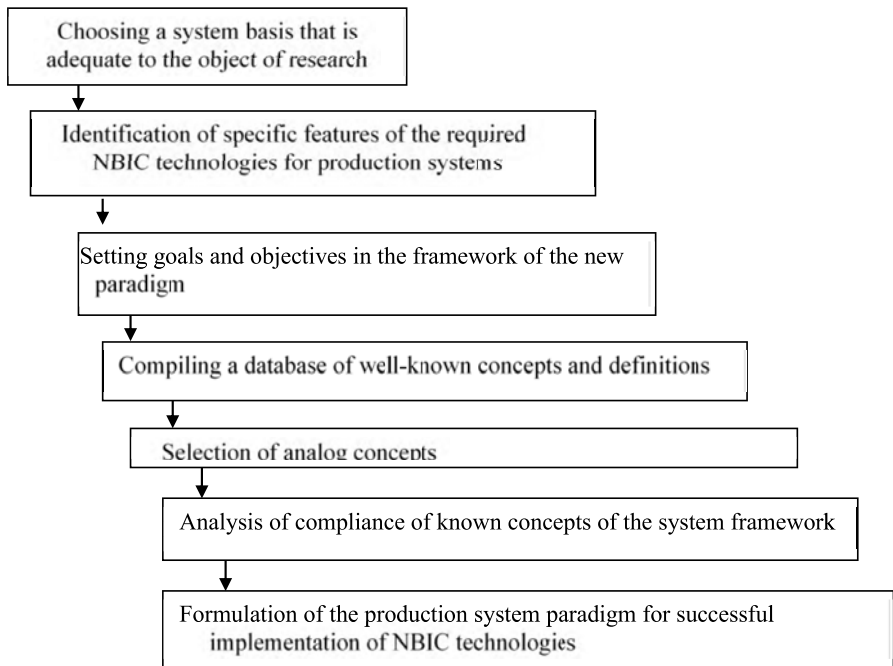 Choosing a system basis that is
adequate to the object of research
Identification of specific features of the required
NBIC technologies for production systems
Setting goals and objectives in the framework of the new
paradigm
Compiling a database of well-known concepts and definitions
Selection of analog concepts
Analysis of compliance of known concepts of the system framework
Formulation of the production system paradigm for successful
implementation of NBIC technologies